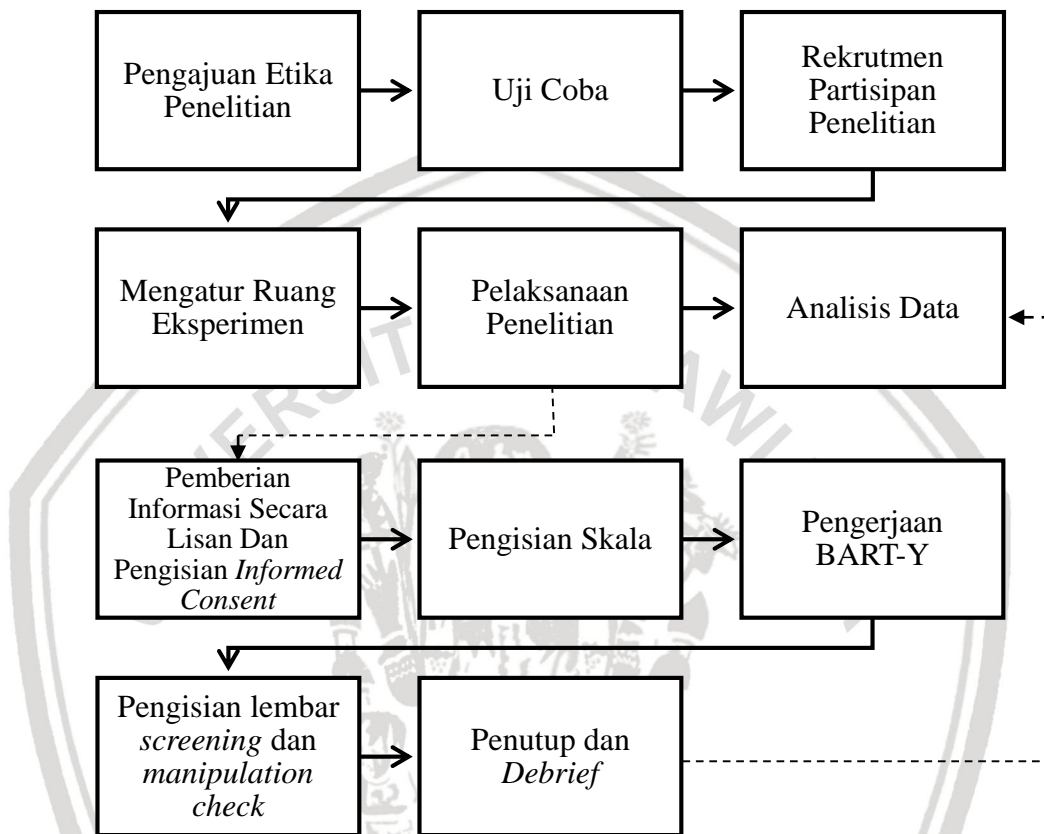 Pengajuan Etika
Penelitian
Uji Coba
Rekrutmen
Partisipan
Penelitian
Mengatur Ruang
Eksperimen
Pelaksanaan
Penelitian
Analisis Data
Pemberian
Informasi Secara
Lisan Dan
Pengisian Informed
Consent
Pengisian Skala
Pengerjaan
BART-Y
Pengisian lembar
screening dan
manipulation
check
Penutup dan
Debrief